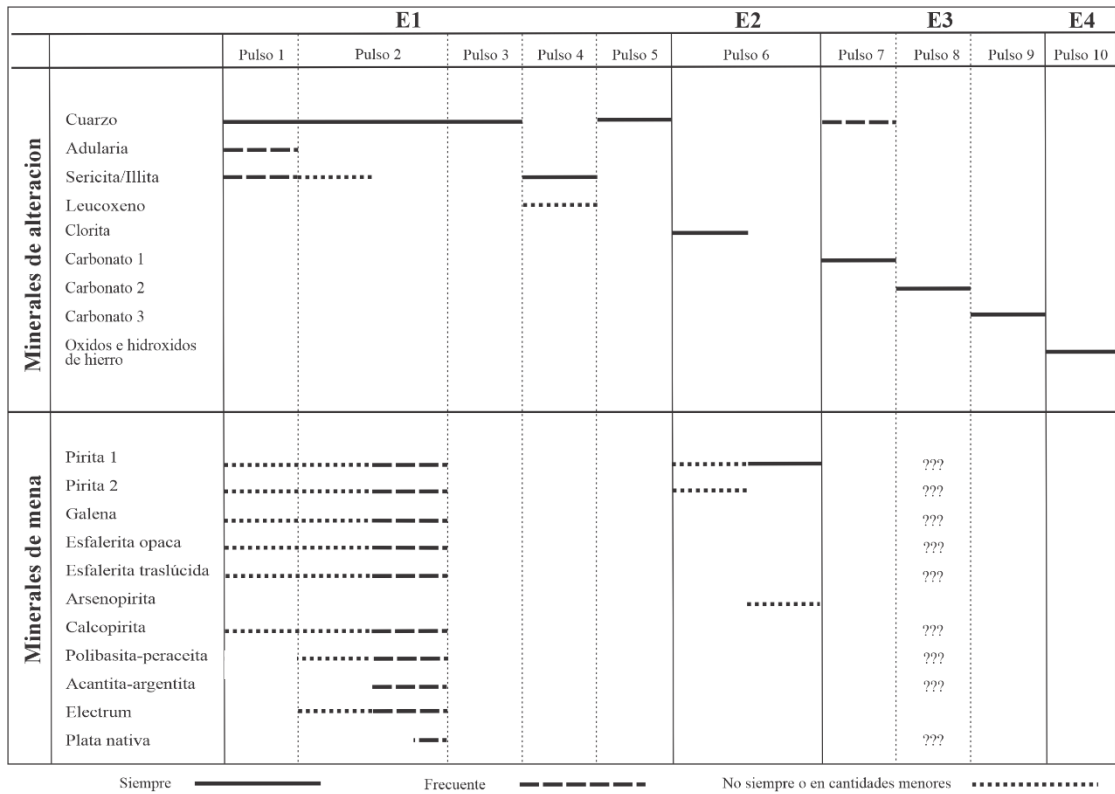 E1 E2 E3 E4
Pulso 1 Pulso 2 Pulso 3 Pulso 4 Pulso 5 Pulso 6 Pulso 7 Pulso 8 Pulso 9 Pulso 10
Minerales de alteracion
Cuarzo
Adularia
Sericita/Illita
Leucoxeno
Clorita
Carbonato 1
Carbonato 2
Carbonato 3
Oxidos e hidroxidos
de hierro
Minerales de mena
Pirita 1 ???
Pirita 2 ???
Galena ???
Esfalerita opaca ???
Esfalerita traslúcida ???
Arsenopirita
Calcopirita ???
Polibasita-peraceita ???
Acantita-argentita ???
Electrum
Plata nativa ???
Siempre Frecuente No siempre o en cantidades menores